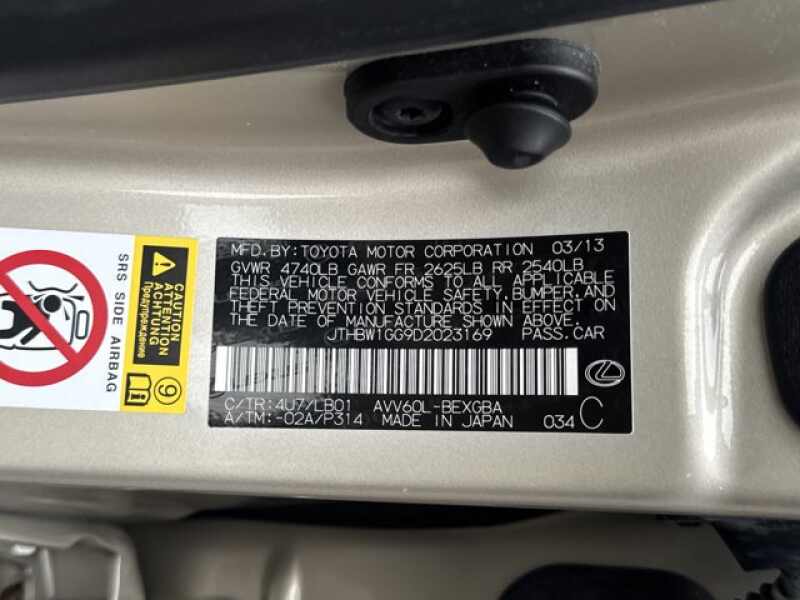 MFD.BY:TOYOTA MOTOR CORPORATION 03/13
GVWR 4740LB GAWR FR 2625LB RR 2540LB
THIS VEHICLE CONFORMS TO ALL APPLICABLE
FEDERAL MOTOR VEHICLE SAFETY, BUMPER, AND
THEFT PREVENTION STANDARDS IN EFFECT ON
THE DATE OF MANUFACTURE SHOWN ABOVE.
JTHBW1GG9D2023169 PASS.CAR
C/TR:4U7/LB01 AVV60L-BEXGBA
A/TM:-02A/P314 MADE IN JAPAN 034 C
SRS SIDE AIRBAG
CAUTION
ATTENTION
ACHTUNG
Предупреждение
9